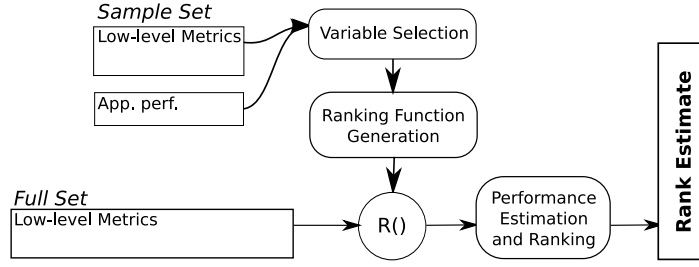 Sample Set
Low-level Metrics
App. perf.
Variable Selection
Ranking Function
Generation
Full Set
Low-level Metrics
R()
Performance
Estimation
and Ranking
Rank Estimate